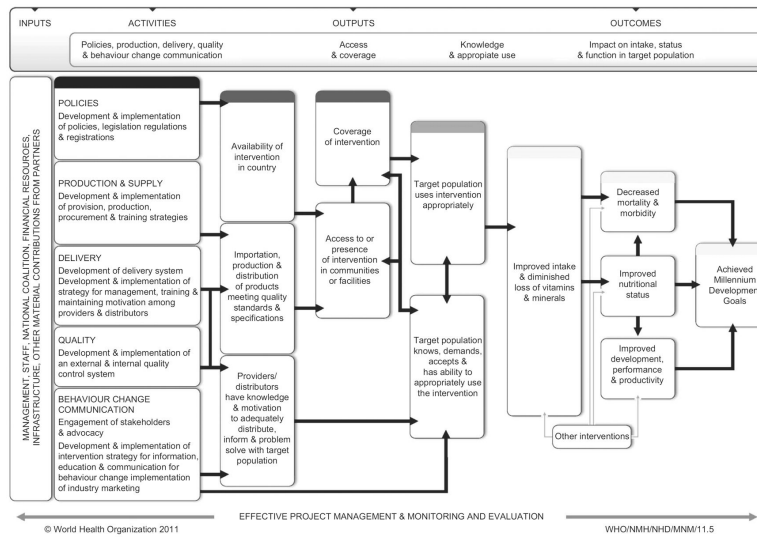 INPUTS
ACTIVITIES
OUTPUTS
OUTCOMES
Policies, production, delivery, quality
& behaviour change communication
Access
& coverage
Knowledge
& appropiate use
Impact on intake, status
& function in target population
MANAGEMENT, STAFF, NATIONAL COALITION, FINANCIAL RESOUROES,
INFRASTRUCTURE, OTHER MATERIAL CONTRIBUTIONS FROM PARTNERS
POLICIES
Development & implementation
of policies, legislation regulations
& registrations
PRODUCTION & SUPPLY
Development & implementation
of provision, production,
procurement & training strategies
DELIVERY
Development of delivery system
Development & implementation of
strategy for management, training &
maintaining motivation among
providers & distributors
QUALITY
Development & implementation of
an external & internal quality
control system
BEHAVIOUR CHANGE
COMMUNICATION
Engagement of stakeholders
& advocacy
Development & implementation of
intervention strategy for information,
education & communication for
behaviour change implementation
of industry marketing
Availability of
intervention
in country
Importation,
production &
distribution
of products
meeting quality
standards &
specifications
Providers/
distributors
have knowledge
& motivation
to adequately
distribute,
inform & problem
solve with target
population
Coverage
of intervention
Access to or
presence
of intervention
in communities
or facilities
Target population
uses intervention
appropriately
Target population
knows, demands,
accepts &
has ability to
appropriately use
the intervention
Improved intake
& diminished
loss of vitamins
& minerals
Decreased
mortality &
morbidity
Improved
nutritional
status
Improved
development,
performance
& productivity
Other interventions
Achieved
Millennium
Development
Goals
EFFECTIVE PROJECT MANAGEMENT & MONITORING AND EVALUATION
© World Health Organization 2011
WHO/NMH/NHD/MNM/11.5